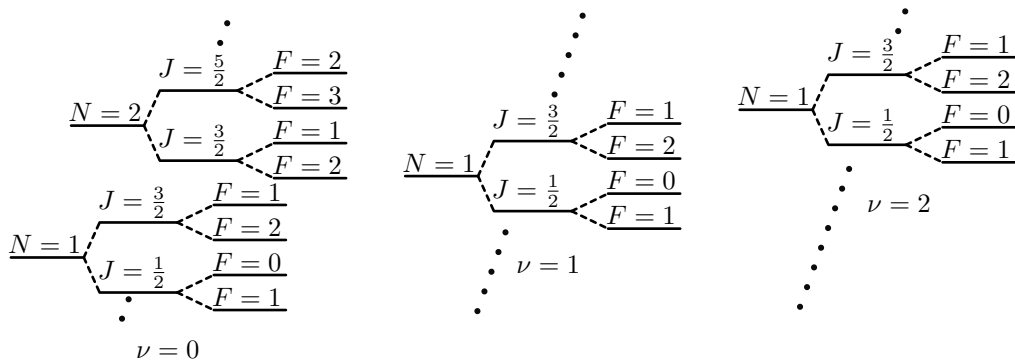 J = 5/2
F = 2
F = 3
N = 2
J = 3/2
F = 1
F = 2
J = 3/2
F = 1
F = 2
N = 1
J = 1/2
F = 0
F = 1
ν = 0
J = 3/2
F = 1
F = 2
N = 1
J = 1/2
F = 0
F = 1
ν = 1
J = 3/2
F = 1
F = 2
N = 1
J = 1/2
F = 0
F = 1
ν = 2